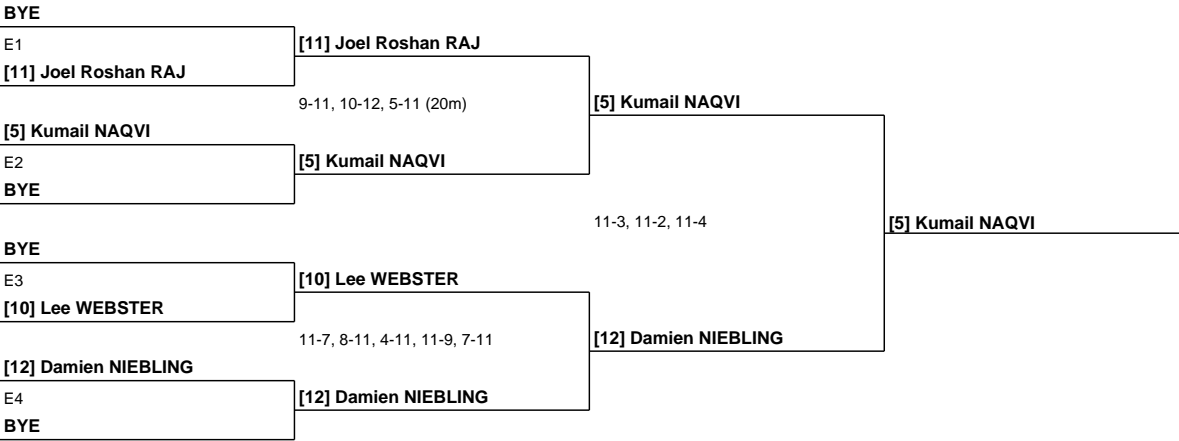 BYE
E1
[11] Joel Roshan RAJ
[11] Joel Roshan RAJ
9-11, 10-12, 5-11 (20m)
[5] Kumail NAQVI
[5] Kumail NAQVI
E2
[5] Kumail NAQVI
BYE
11-3, 11-2, 11-4
[5] Kumail NAQVI
BYE
E3
[10] Lee WEBSTER
[10] Lee WEBSTER
11-7, 8-11, 4-11, 11-9, 7-11
[12] Damien NIEBLING
[12] Damien NIEBLING
E4
[12] Damien NIEBLING
BYE